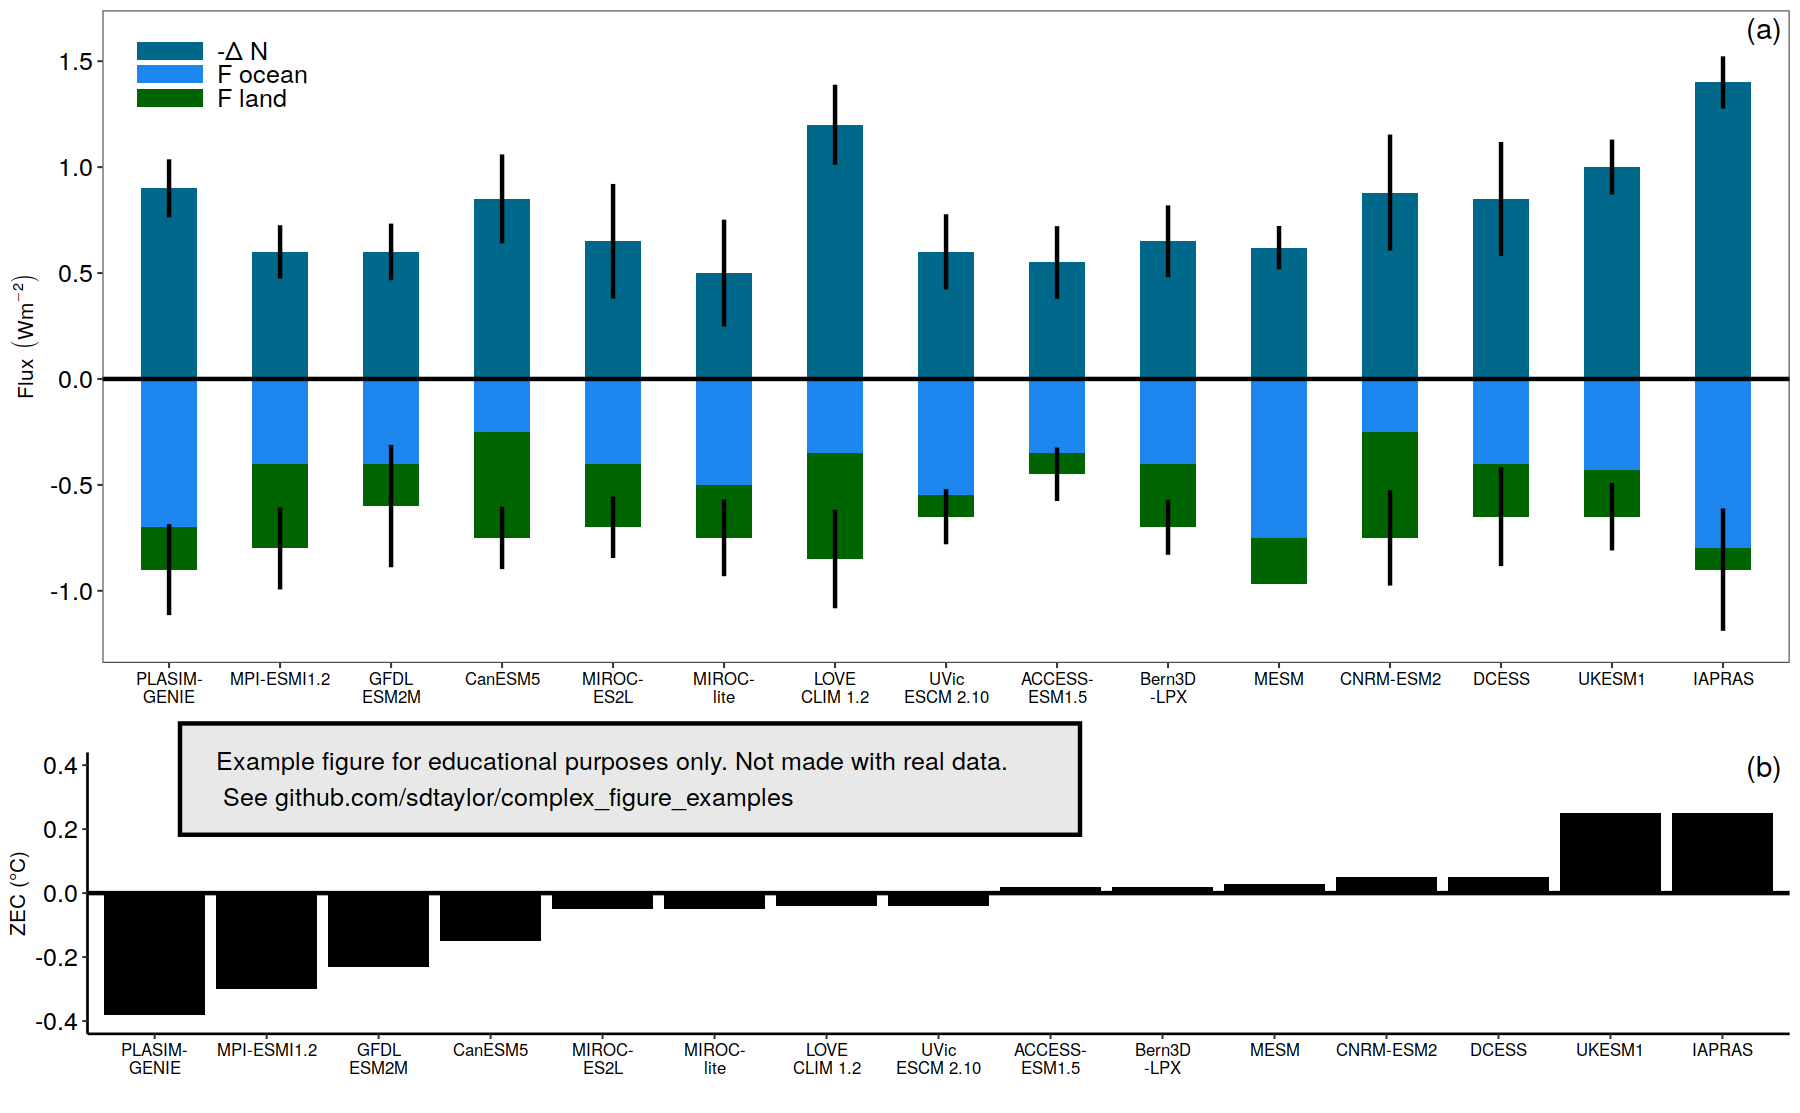 (a)
-Δ N
F ocean
F land
1.5
1.0
0.5
0.0
-0.5
-1.0
Flux (Wm⁻²)
PLASIM-
GENIE
MPI-ESMI1.2
GFDL
ESM2M
CanESM5
MIROC-
ES2L
MIROC-
lite
LOVE
CLIM 1.2
UVic
ESCM 2.10
ACCESS-
ESM1.5
Bern3D
-LPX
MESM
CNRM-ESM2
DCESS
UKESM1
IAPRAS
Example figure for educational purposes only. Not made with real data.
See github.com/sdtaylor/complex_figure_examples
(b)
0.4
0.2
0.0
-0.2
-0.4
ZEC (°C)
PLASIM-
GENIE
MPI-ESMI1.2
GFDL
ESM2M
CanESM5
MIROC-
ES2L
MIROC-
lite
LOVE
CLIM 1.2
UVic
ESCM 2.10
ACCESS-
ESM1.5
Bern3D
-LPX
MESM
CNRM-ESM2
DCESS
UKESM1
IAPRAS